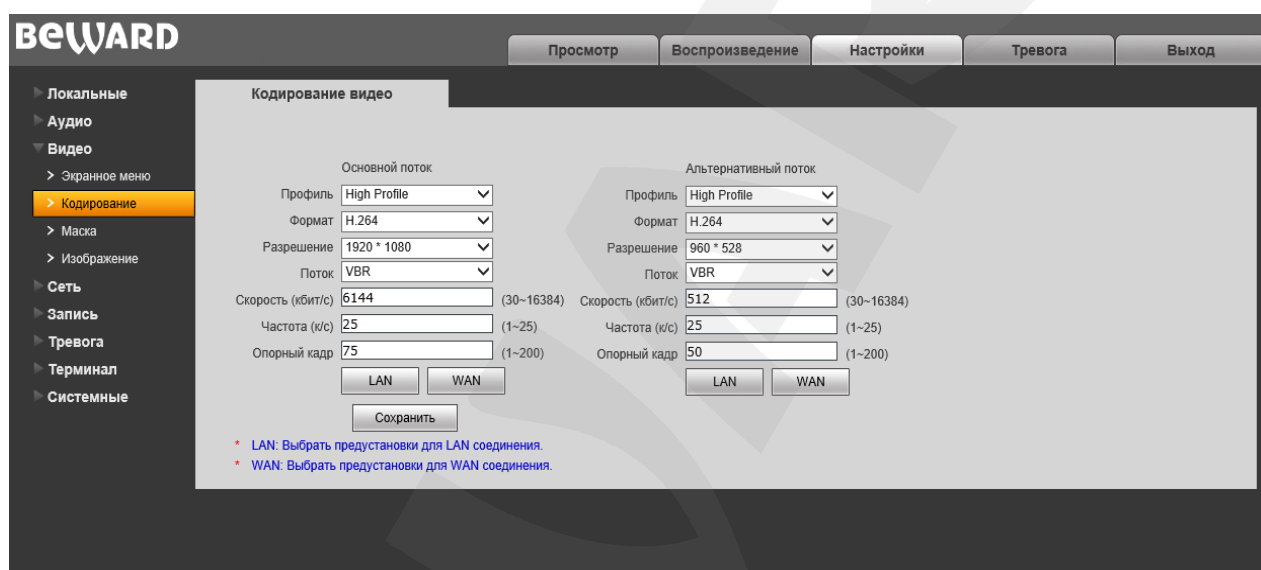 BEWARD
Просмотр Воспроизведение Настройки Тревога Выход
Локальные
Аудио
Видео
> Экранное меню
> Кодирование
> Маска
> Изображение
Сеть
Запись
Тревога
Терминал
Системные
Кодирование видео
Основной поток Альтернативный поток
Профиль High Profile Профиль High Profile
Формат H.264 Формат H.264
Разрешение 1920 * 1080 Разрешение 960 * 528
Поток VBR Поток VBR
Скорость (кбит/с) 6144 (30~16384) Скорость (кбит/с) 512 (30~16384)
Частота (к/с) 25 (1~25) Частота (к/с) 25 (1~25)
Опорный кадр 75 (1~200) Опорный кадр 50 (1~200)
LAN WAN LAN WAN
Сохранить
* LAN: Выбрать предустановки для LAN соединения.
* WAN: Выбрать предустановки для WAN соединения.